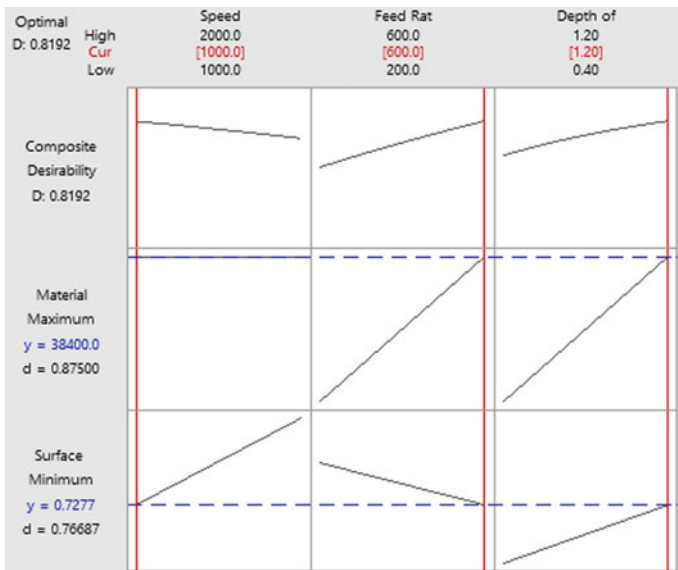 Optimal
D: 0.8192
High
Cur
Low
Speed
2000.0
[1000.0]
1000.0
Feed Rat
600.0
[600.0]
200.0
Depth of
1.20
[1.20]
0.40
Composite
Desirability
D: 0.8192
Material
Maximum
y = 38400.0
d = 0.87500
Surface
Minimum
y = 0.7277
d = 0.76687